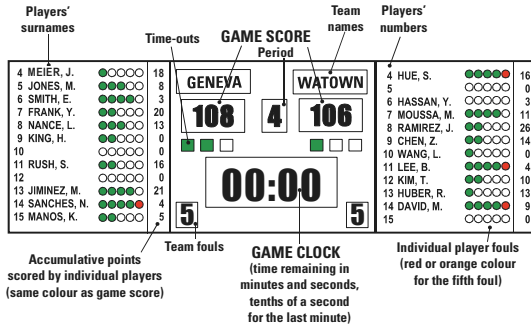 Players'
surnames
Time-outs
GAME SCORE
Period
Team
names
Players'
numbers
4 MEIER, J. 18
5 JONES, M. 8
6 SMITH, E. 3
7 FRANK, Y. 20
8 NANCE, L. 13
9 KING, H. 0
10 0
11 RUSH, S. 16
12 0
13 JIMINEZ, M. 21
14 SANCHES, N. 4
15 MANOS, K. 5
GENEVA
WATOWN
108
4
106
00:00
5
5
4 HUE, S. 16
5 0
6 HASSAN, Y. 3
7 MOUSSA, M. 11
8 RAMIREZ, J. 26
9 CHEN, Z. 14
10 WANG, L. 0
11 LEE, B. 4
12 KIM, T. 10
13 HUBER, R. 13
14 DAVID, M. 9
15
Accumulative points
scored by individual players
(same colour as game score)
Team fouls
GAME CLOCK
(time remaining in
minutes and seconds,
tenths of a second
for the last minute)
Individual player fouls
(red or orange colour
for the fifth foul)